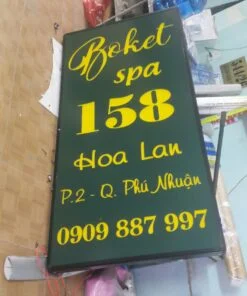 Boket
spa
158
Hoa Lan
P.2 - Q. Phú Nhuận
0909 887 997